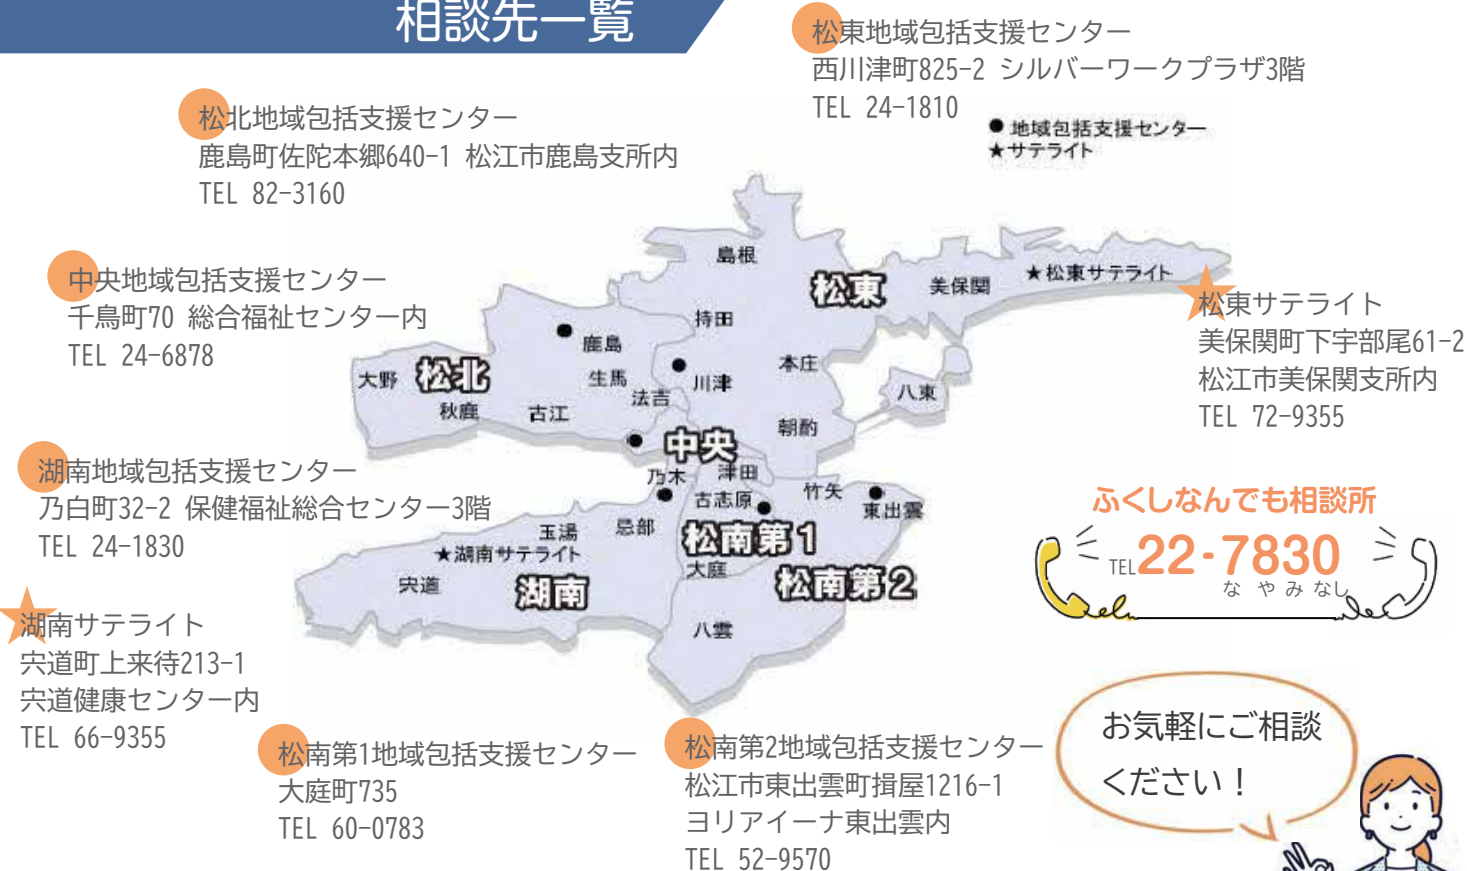 相談先一覧
松東地域包括支援センター
西川津町825-2 シルバーワークプラザ3階
TEL 24-1810
松北地域包括支援センター
鹿島町佐陀本郷640-1 松江市鹿島支所内
TEL 82-3160
● 地域包括支援センター
★サテライト
中央地域包括支援センター
千鳥町70 総合福祉センター内
TEL 24-6878
松東サテライト
美保関町下宇部尾61-2
松江市美保関支所内
TEL 72-9355
島根
松東
美保関
★松東サテライト
持田
鹿島
本庄
大野
松北
生馬
川津
八束
秋鹿
古江
法吉
朝酌
中央
乃木
津田
古志原
竹矢
東出雲
忌部
玉湯
★湖南サテライト
松南第1
宍道
湖南
大庭
松南第2
八雲
湖南地域包括支援センター
乃白町32-2 保健福祉総合センター3階
TEL 24-1830
ふくしなんでも相談所
TEL22-7830
なやみなし
湖南サテライト
宍道町上来待213-1
宍道健康センター内
TEL 66-9355
松南第1地域包括支援センター
大庭町735
TEL 60-0783
松南第2地域包括支援センター
松江市東出雲町揖屋1216-1
ヨリアイーナ東出雲内
TEL 52-9570
お気軽にご相談
ください！